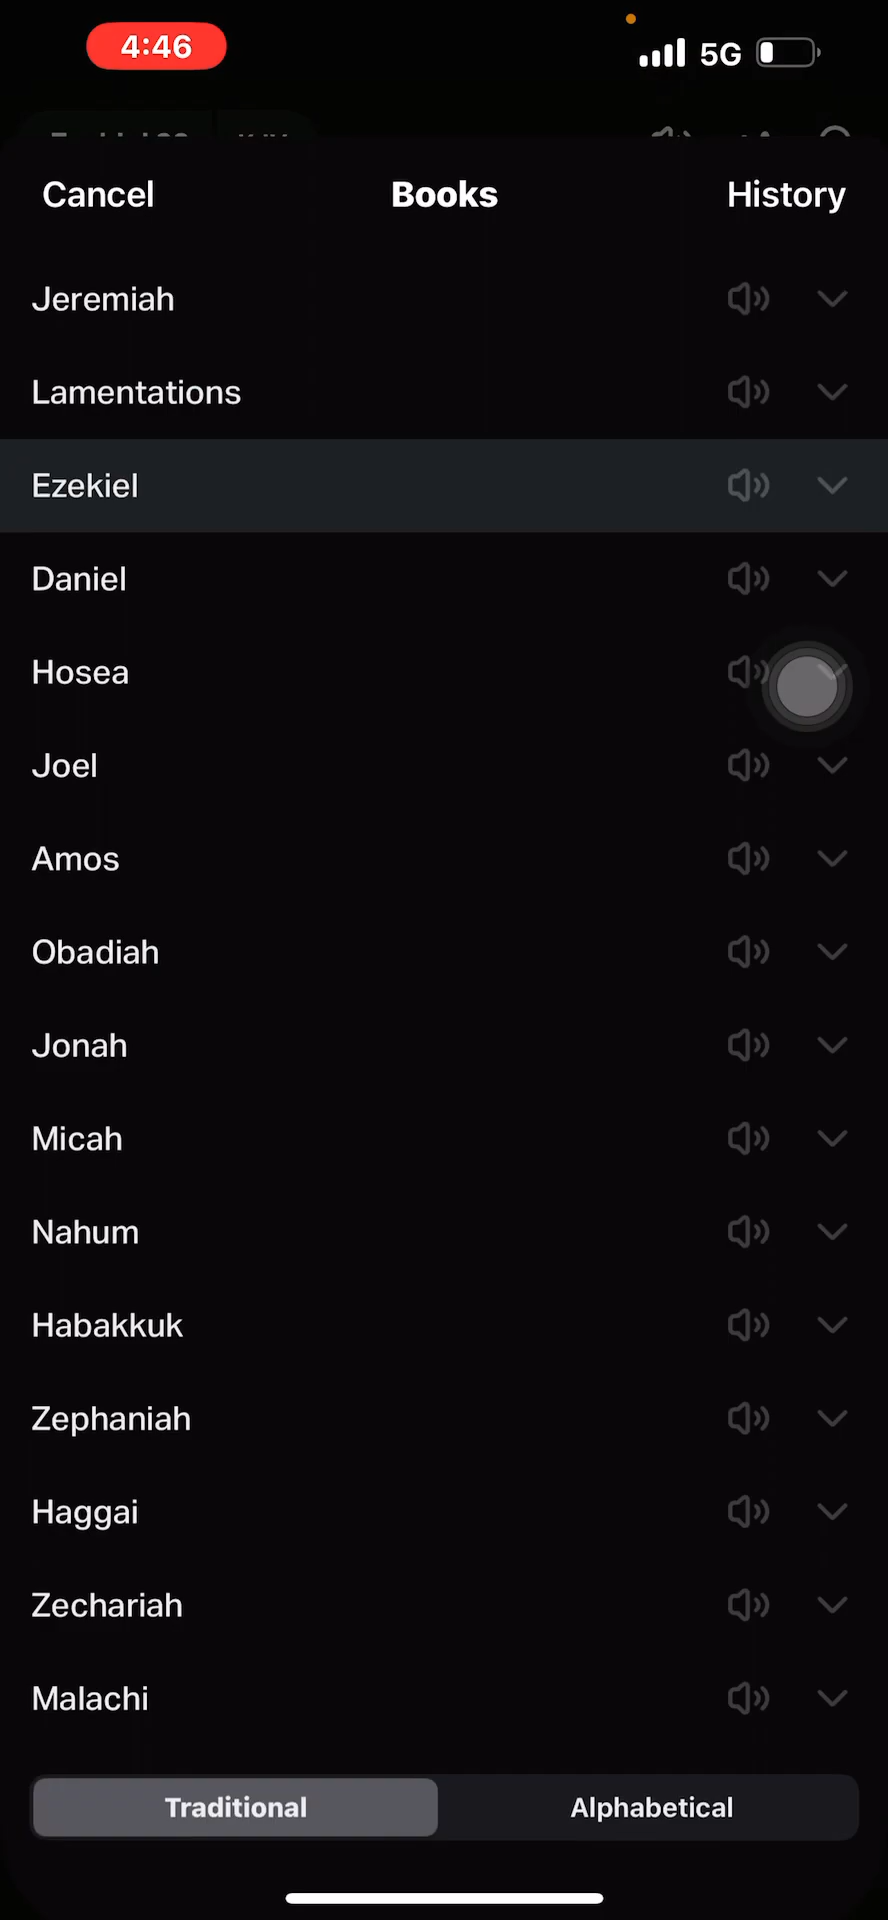 4:46
5G
Cancel
Books
History
Jeremiah
Lamentations
Ezekiel
Daniel
Hosea
Joel
Amos
Obadiah
Jonah
Micah
Nahum
Habakkuk
Zephaniah
Haggai
Zechariah
Malachi
Traditional
Alphabetical